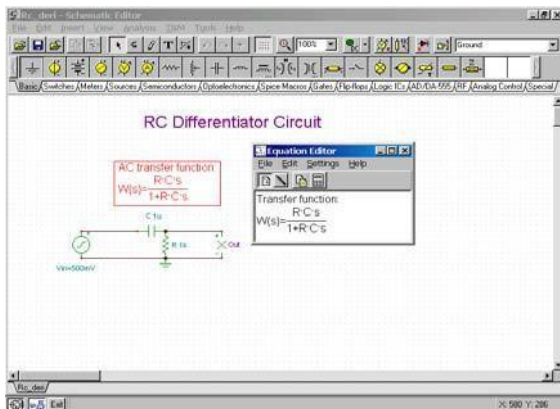 Rc_deri - Schematic Editor
File Edit Insert View Analysis T&M Tools Help
100%
Ground
Basic Switches Meters Sources Semiconductors Optoelectronics Spice Macros Gates Flip-flops Logic ICs AD/DA-555 RF Analog Control Special
RC Differentiator Circuit
AC transfer function:
W(s)=R*C*s/1+R*C*s
C 1u
R 1k
Out
Vin=500mV
Equation Editor
File Edit Settings Help
Transfer function:
W(s)=R*C*s/1+R*C*s
Rc_deri
Exit
X: 580 Y: 286